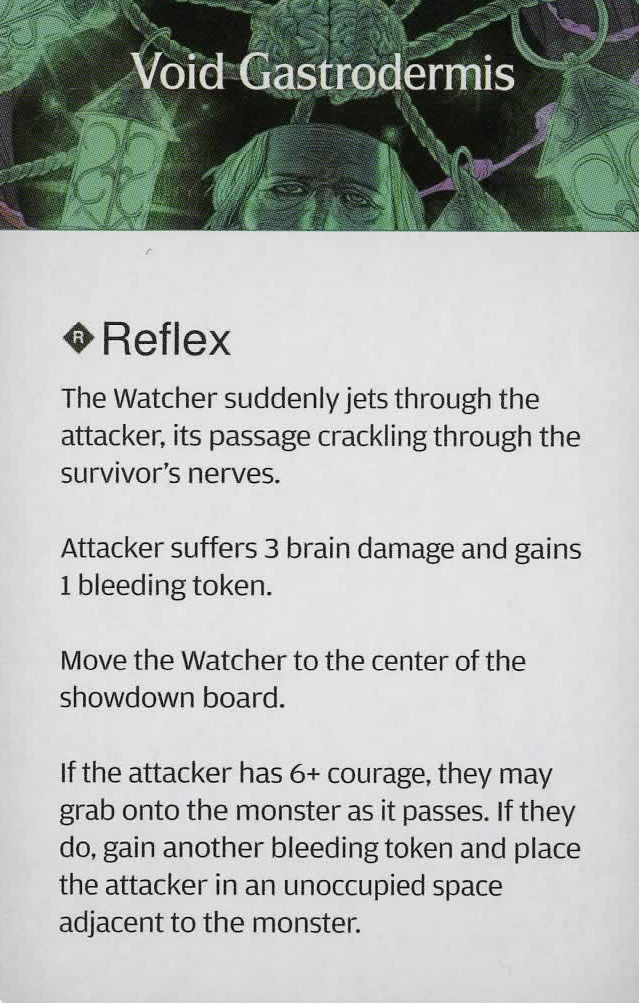 Void Gastrodermis
R Reflex
The Watcher suddenly jets through the
attacker, its passage crackling through the
survivor’s nerves.
Attacker suffers 3 brain damage and gains
1 bleeding token.
Move the Watcher to the center of the
showdown board.
If the attacker has 6+ courage, they may
grab onto the monster as it passes. If they
do, gain another bleeding token and place
the attacker in an unoccupied space
adjacent to the monster.